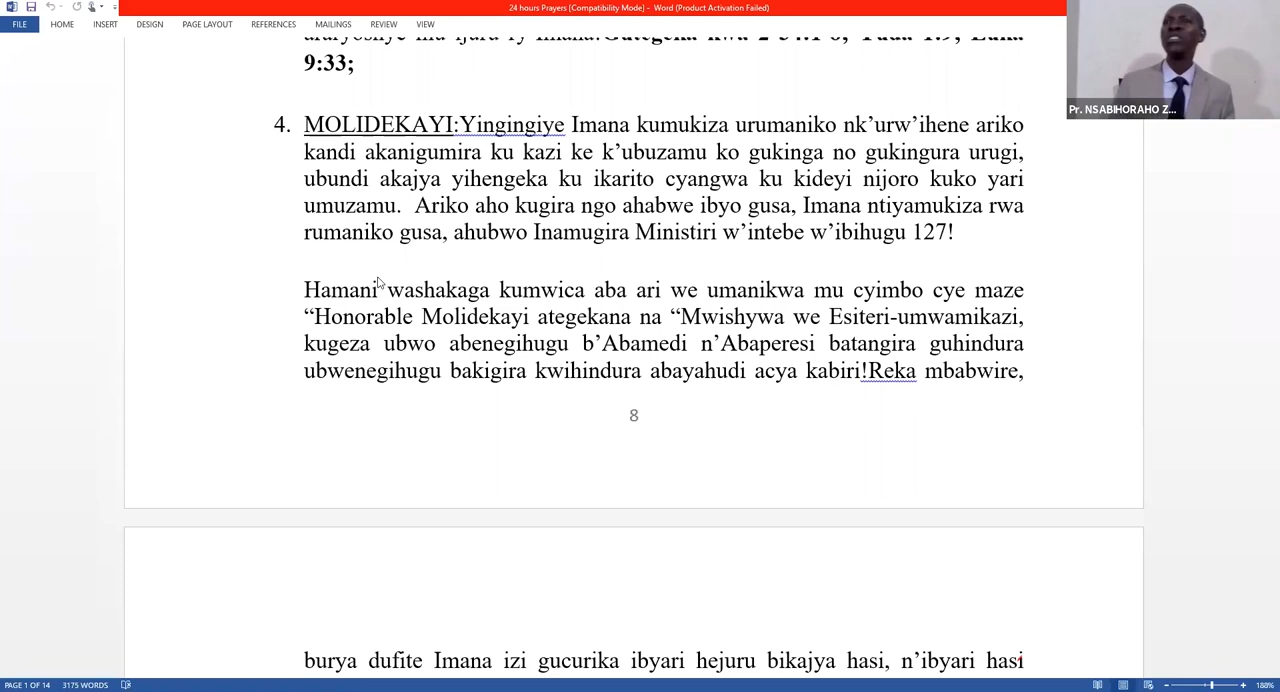 24 hours Prayers [Compatibility Mode] - Word (Product Activation Failed)
FILE HOME INSERT DESIGN PAGE LAYOUT REFERENCES MAILINGS REVIEW VIEW
9:33;
4. MOLIDEKAYI:Yingingiye Imana kumukiza urumaniko nk’urw’ihene ariko
kandi akanigumira ku kazi ke k’ubuzamu ko gukinga no gukingura urugi,
ubundi akajya yihengeka ku ikarito cyangwa ku kideyi nijoro kuko yari
umuzamu. Ariko aho kugira ngo ahabwe ibyo gusa, Imana ntiyamukiza rwa
rumaniko gusa, ahubwo Inamugira Ministiri w’intebe w’ibihugu 127!
Hamani washakaga kumwica aba ari we umanikwa mu cyimbo cye maze
“Honorable Molidekayi ategekana na “Mwishywa we Esiteri-umwamikazi,
kugeza ubwo abenegihugu b’Abamedi n’Abaperesi batangira guhindura
ubwenegihugu bakigira kwihindura abayahudi acya kabiri!Reka mbabwire,
8
burya dufite Imana izi gucurika ibyari hejuru bikajya hasi, n’ibyari hasi
Pr. NSABIHORAHO Z...
PAGE 1 OF 14 3175 WORDS 188%